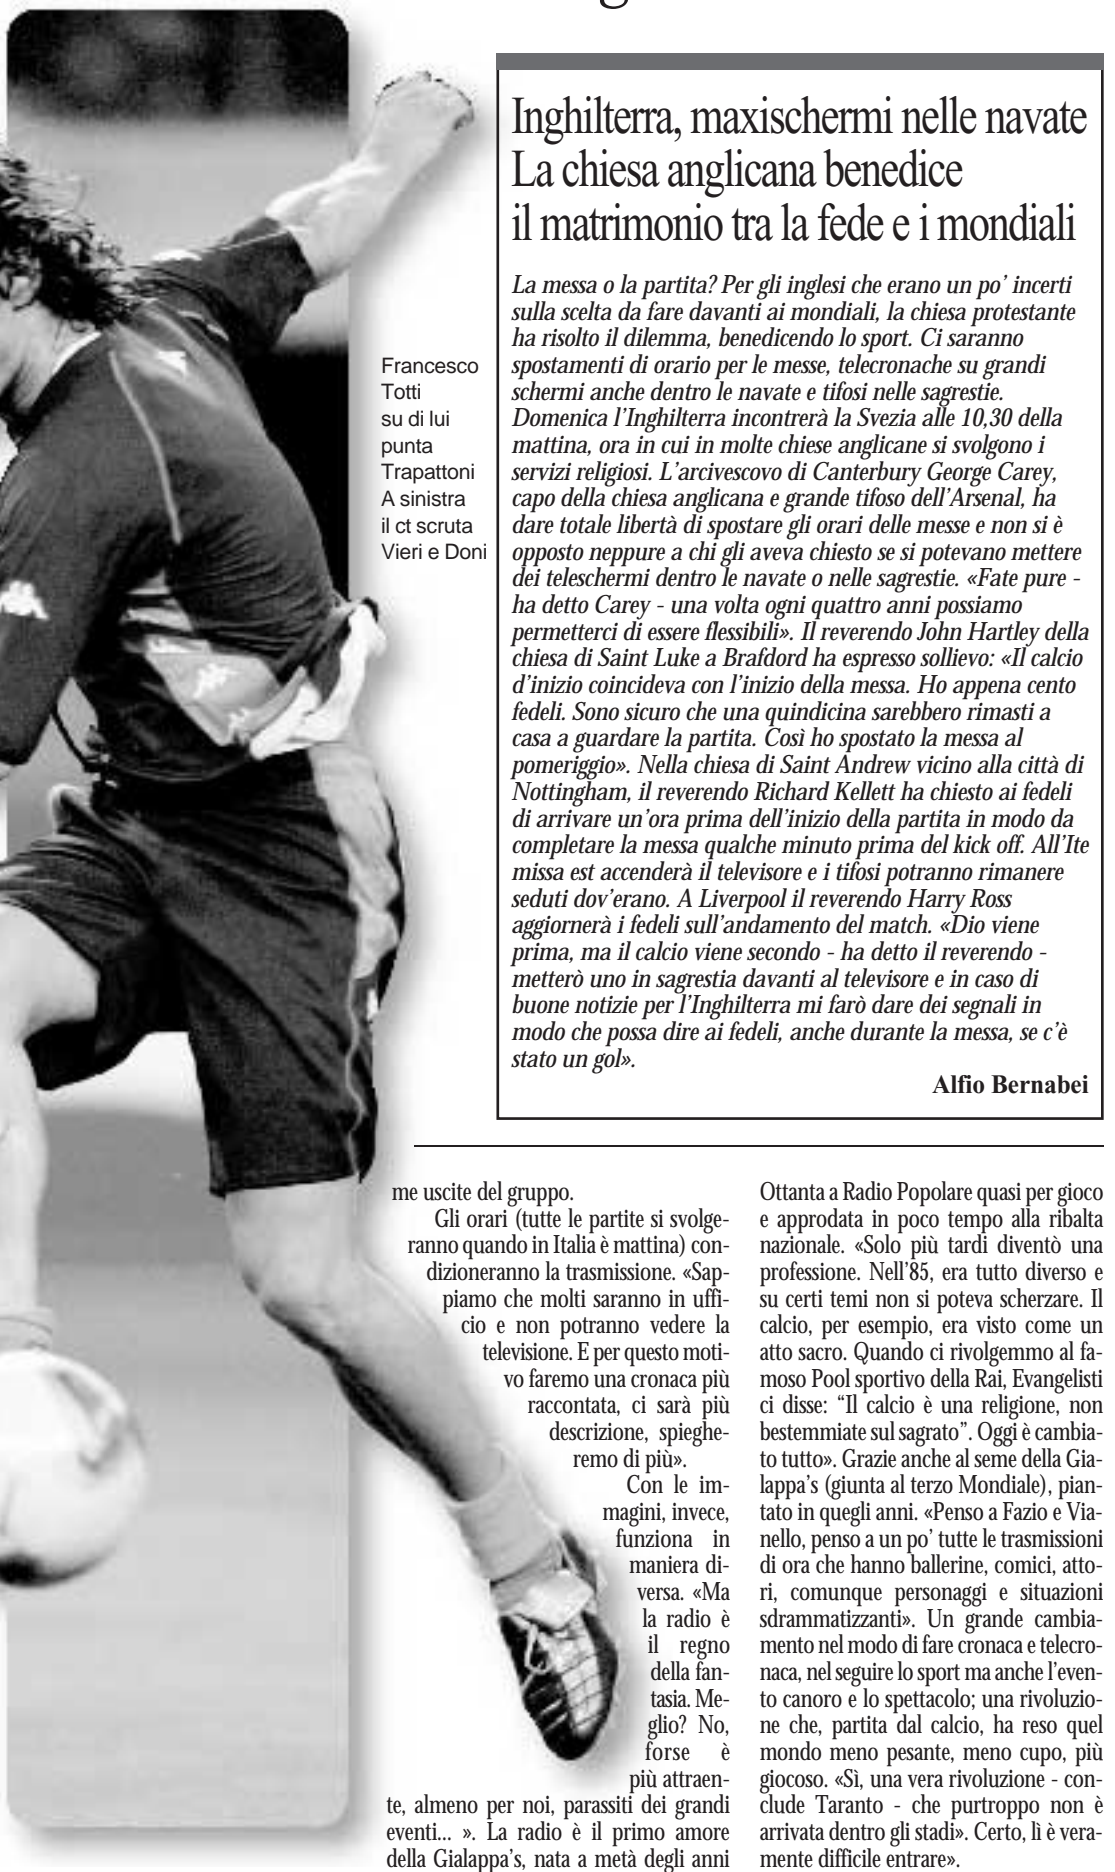 Inghilterra, maxischermi nelle navate
La chiesa anglicana benedice
il matrimonio tra la fede e i mondiali
La messa o la partita? Per gli inglesi che erano un po' incerti
sulla scelta da fare davanti ai mondiali, la chiesa protestante
ha risolto il dilemma, benedicendo lo sport. Ci saranno
spostamenti di orario per le messe, telecronache su grandi
schermi anche dentro le navate e tifosi nelle sagrestie.
Domenica l'Inghilterra incontrerà la Svezia alle 10,30 della
mattina, ora in cui in molte chiese anglicane si svolgono i
servizi religiosi. L'arcivescovo di Canterbury George Carey,
capo della chiesa anglicana e grande tifoso dell'Arsenal, ha
dare totale libertà di spostare gli orari delle messe e non si è
opposto neppure a chi gli aveva chiesto se si potevano mettere
dei teleschermi dentro le navate o nelle sagrestie. «Fate pure -
ha detto Carey - una volta ogni quattro anni possiamo
permetterci di essere flessibili». Il reverendo John Hartley della
chiesa di Saint Luke a Brafdord ha espresso sollievo: «Il calcio
d'inizio coincideva con l'inizio della messa. Ho appena cento
fedeli. Sono sicuro che una quindicina sarebbero rimasti a
casa a guardare la partita. Così ho spostato la messa al
pomeriggio». Nella chiesa di Saint Andrew vicino alla città di
Nottingham, il reverendo Richard Kellett ha chiesto ai fedeli
di arrivare un'ora prima dell'inizio della partita in modo da
completare la messa qualche minuto prima del kick off. All'Ite
missa est accenderà il televisore e i tifosi potranno rimanere
seduti dov'erano. A Liverpool il reverendo Harry Ross
aggiornerà i fedeli sull'andamento del match. «Dio viene
prima, ma il calcio viene secondo - ha detto il reverendo -
metterò uno in sagrestia davanti al televisore e in caso di
buone notizie per l'Inghilterra mi farò dare dei segnali in
modo che possa dire ai fedeli, anche durante la messa, se c'è
stato un gol».
Alfio Bernabei
Francesco
Totti
su di lui
punta
Trapattoni
A sinistra
il ct scruta
Vieri e Doni
me uscite del gruppo.
Gli orari (tutte le partite si svolge-
ranno quando in Italia è mattina) con-
dizioneranno la trasmissione. «Sap-
piamo che molti saranno in uffi-
cio e non potranno vedere la
televisione. E per questo moti-
vo faremo una cronaca più
raccontata, ci sarà più
descrizione, spieghe-
remo di più».
Con le im-
magini, invece,
funziona in
maniera di-
versa. «Ma
la radio è
il regno
della fan-
tasia. Me-
glio? No,
forse è
più attraen-
te, almeno per noi, parassiti dei grandi
eventi... ». La radio è il primo amore
della Gialappa's, nata a metà degli anni
Ottanta a Radio Popolare quasi per gioco
e approdata in poco tempo alla ribalta
nazionale. «Solo più tardi diventò una
professione. Nell'85, era tutto diverso e
su certi temi non si poteva scherzare. Il
calcio, per esempio, era visto come un
atto sacro. Quando ci rivolgemmo al fa-
moso Pool sportivo della Rai, Evangelisti
ci disse: “Il calcio è una religione, non
bestemmiate sul sagrato”. Oggi è cambia-
to tutto». Grazie anche al seme della Gia-
lappa's (giunta al terzo Mondiale), pian-
tato in quegli anni. «Penso a Fazio e Via-
nello, penso a un po' tutte le trasmissioni
di ora che hanno ballerine, comici, atto-
ri, comunque personaggi e situazioni
sdrammatizzanti». Un grande cambia-
mento nel modo di fare cronaca e telecro-
naca, nel seguire lo sport ma anche l'even-
to canoro e lo spettacolo; una rivoluzio-
ne che, partita dal calcio, ha reso quel
mondo meno pesante, meno cupo, più
giocoso. «Sì, una vera rivoluzione - con-
clude Taranto - che purtroppo non è
arrivata dentro gli stadi». Certo, lì è vera-
mente difficile entrare».